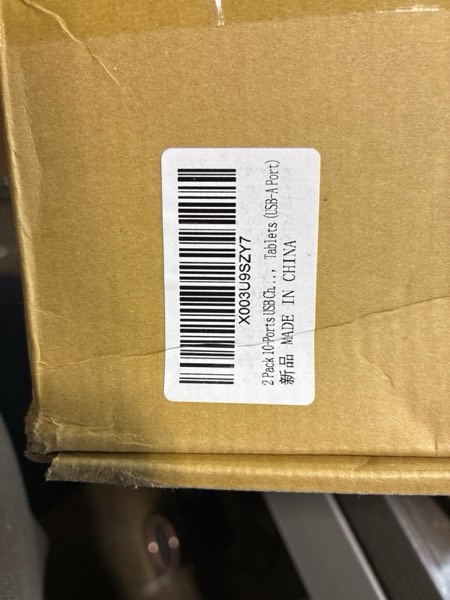 X003U9SZY7
2 Pack 10-Ports USB Ch..., Tablets (USB-A Port)
新品 MADE IN CHINA